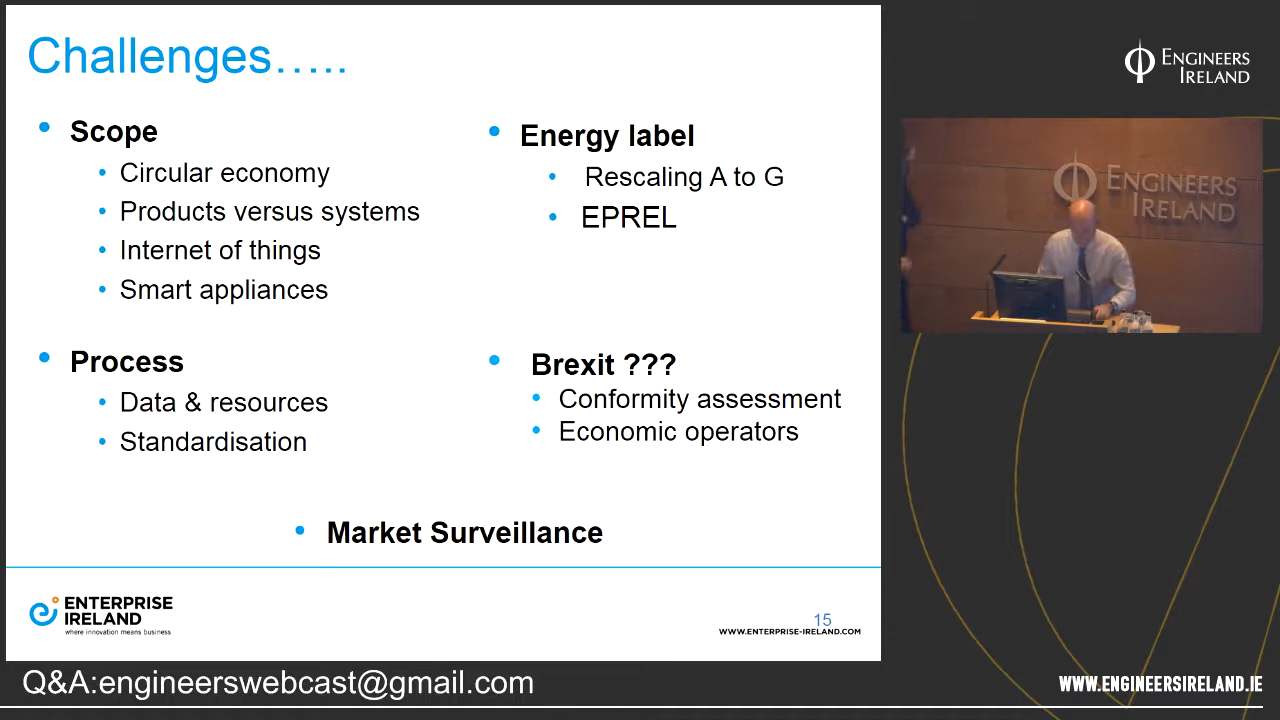 Challenges…..
Scope
Circular economy
Products versus systems
Internet of things
Smart appliances
Process
Data & resources
Standardisation
Energy label
Rescaling A to G
EPREL
Brexit ???
Conformity assessment
Economic operators
Market Surveillance
ENTERPRISE
IRELAND
where innovation means business
15
WWW.ENTERPRISE-IRELAND.COM
ENGINEERS
IRELAND
ENGINEERS
IRELAND
Q&A:engineerswebcast@gmail.com
WWW.ENGINEERSIRELAND.IE